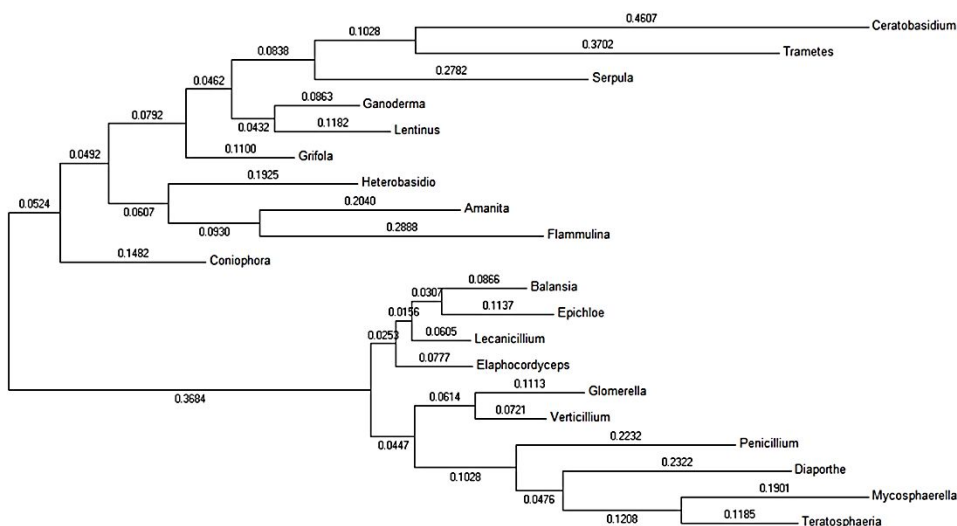 0.4607
Ceratobasidium
0.1028
0.3702
Trametes
0.0838
0.2782
Serpula
0.0462
0.0863
Ganoderma
0.0432
0.1182
Lentinus
0.0792
0.1100
Grifola
0.0492
0.1925
Heterobasidio
0.0607
0.2040
Amanita
0.0930
0.2888
Flammulina
0.0524
0.1482
Coniophora
0.0866
Balansia
0.0307
0.1137
Epichloe
0.0156
0.0605
Lecanicillium
0.0253
0.0777
Elaphocordyceps
0.3684
0.1113
Glomerella
0.0614
0.0721
Verticillium
0.0447
0.2232
Penicillium
0.1028
0.2322
Diaporthe
0.0476
0.1901
Mycosphaerella
0.1208
0.1185
Teratosphaeria